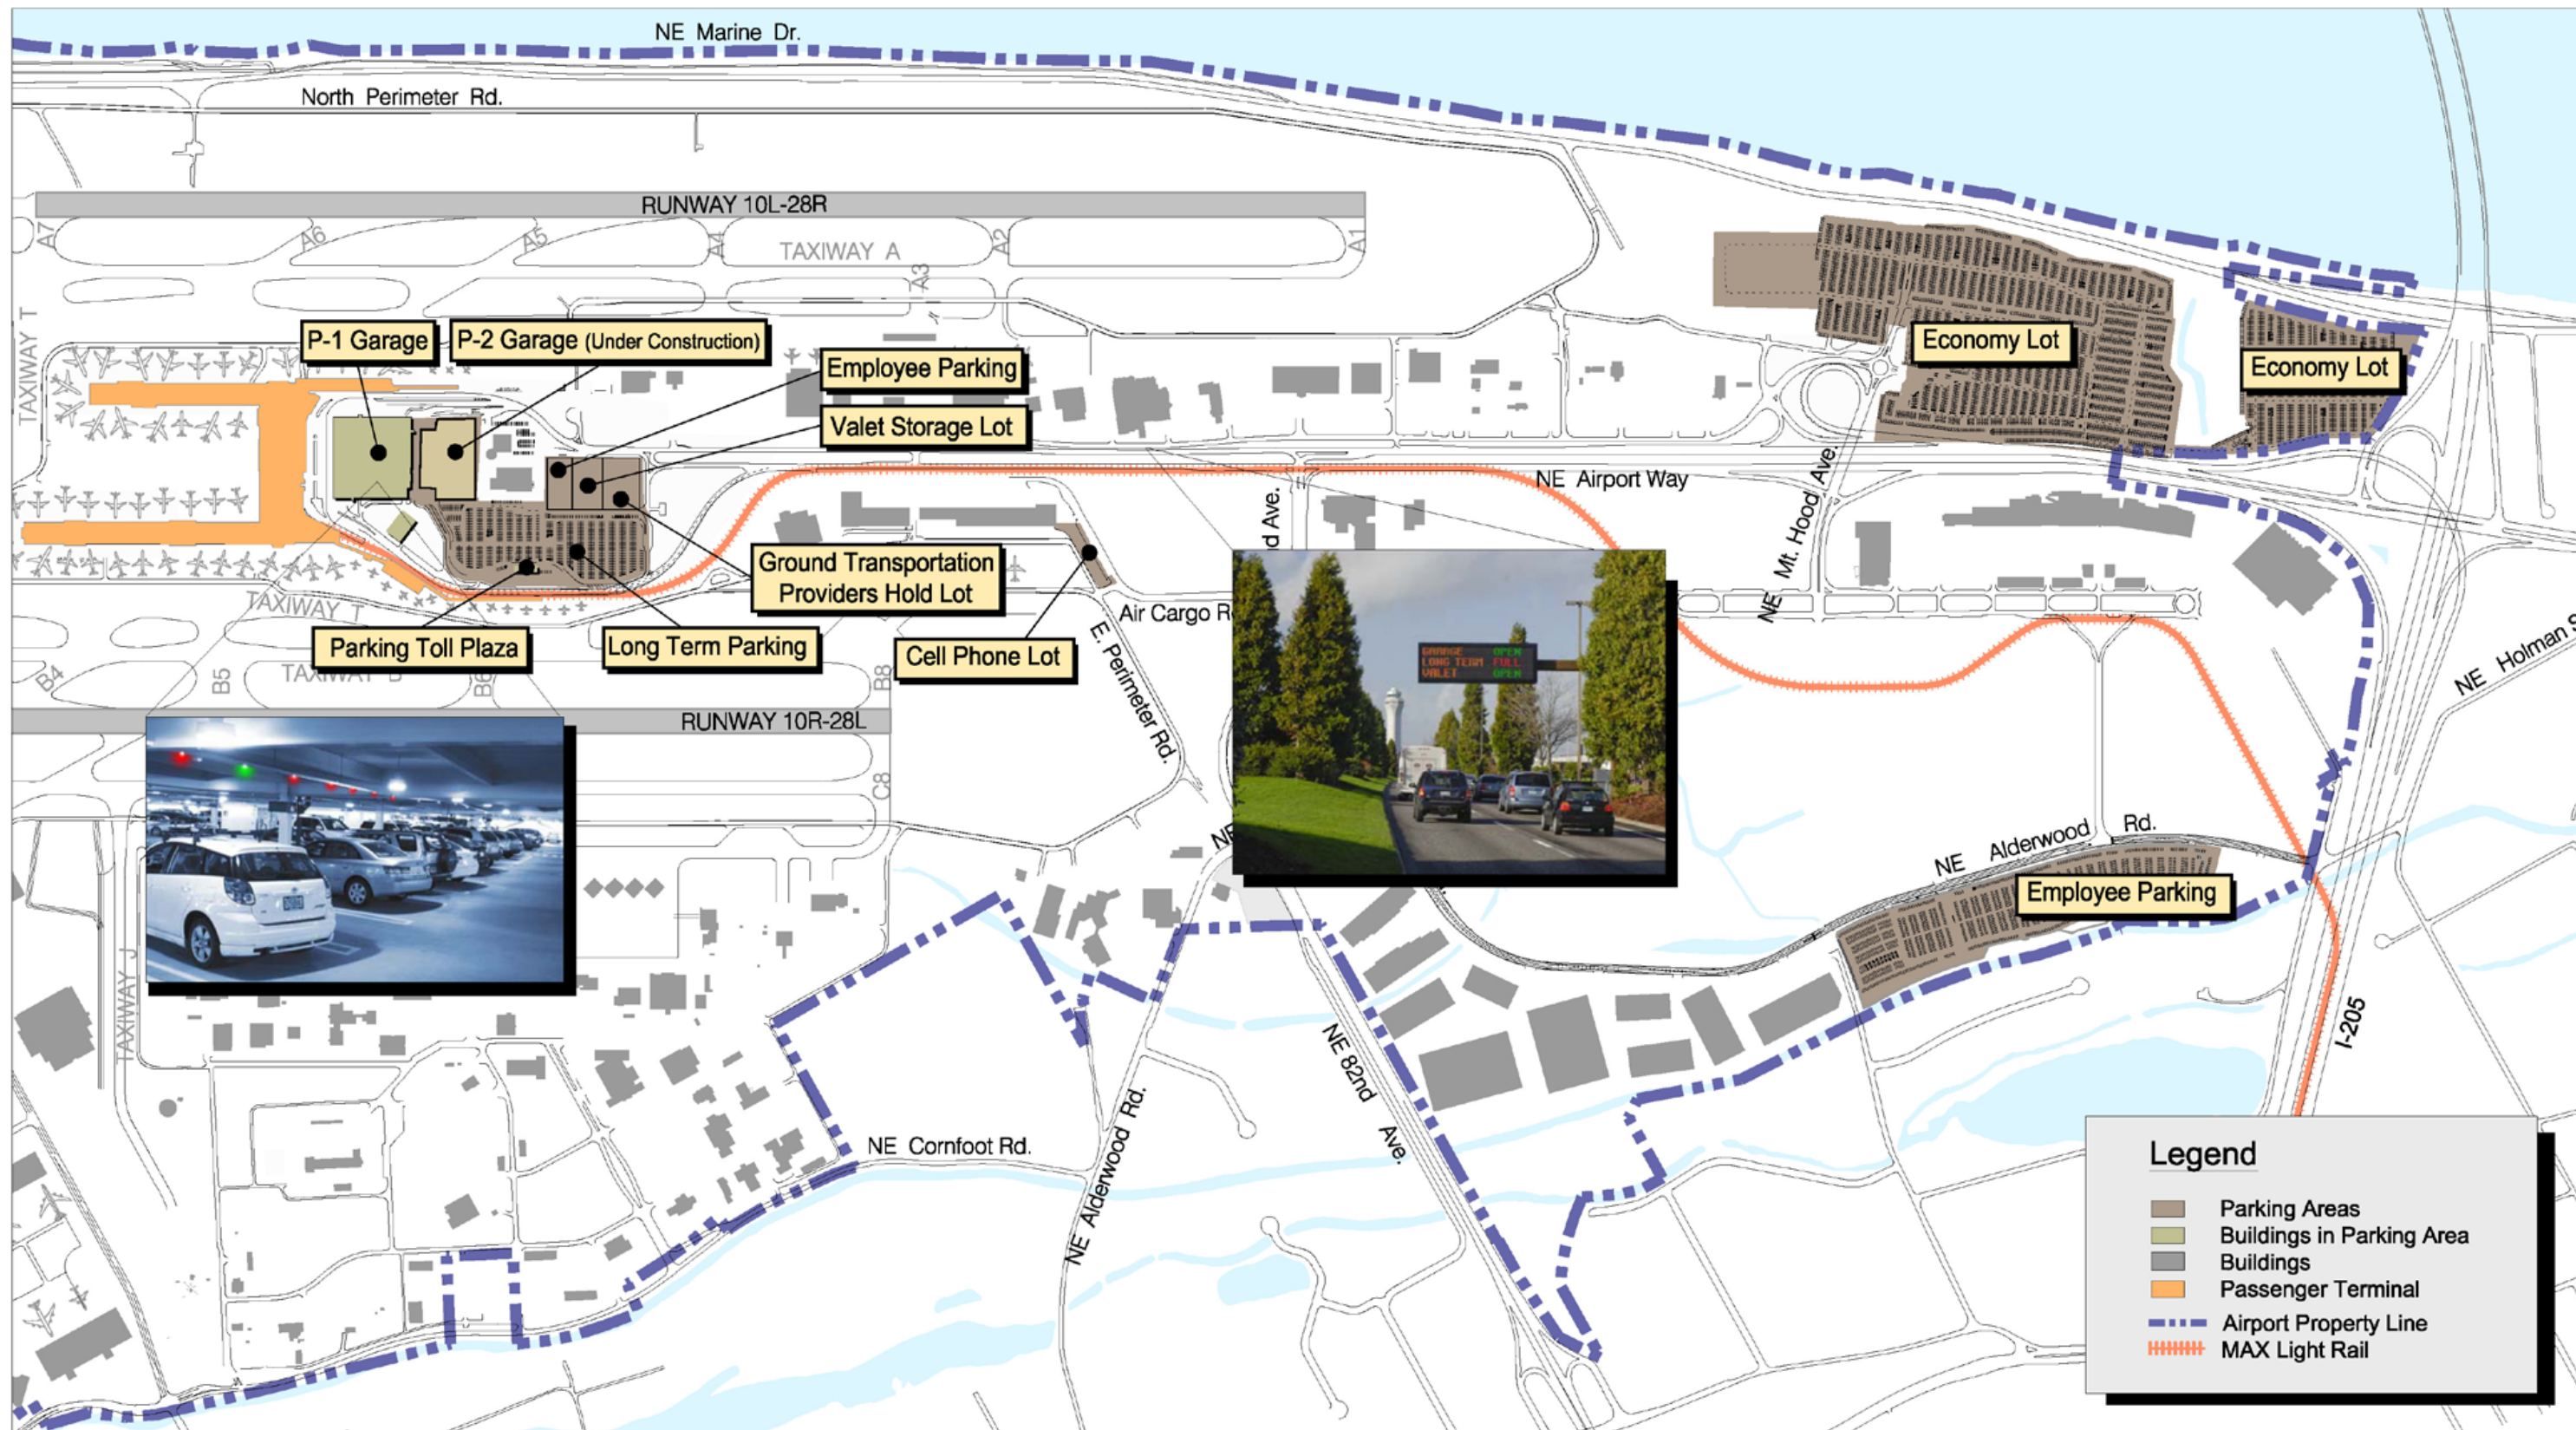 NE Marine Dr.
North Perimeter Rd.
RUNWAY 10L-28R
A7
A6
A5
A4
TAXIWAY A
A2
A1
A3
TAXIWAY T
P-1 Garage
P-2 Garage (Under Construction)
Employee Parking
Valet Storage Lot
Economy Lot
Economy Lot
NE Airport Way
NE Mt. Hood Ave.
Ave.
Ground Transportation
Providers Hold Lot
TAXIWAY T
Air Cargo
Parking Toll Plaza
Long Term Parking
Cell Phone Lot
E. Perimeter Rd.
GARAGE OPEN
LONG TERM FULL
VALET OPEN
NE Holman
B4
B5
B8
RUNWAY 10R-28L
C8
NE
NE Alderwood Rd.
Employee Parking
TAXIWAY J
I-205
NE 82nd Ave.
NE Cornfoot Rd.
NE Alderwood Rd.
Legend
Parking Areas
Buildings in Parking Area
Buildings
Passenger Terminal
Airport Property Line
MAX Light Rail